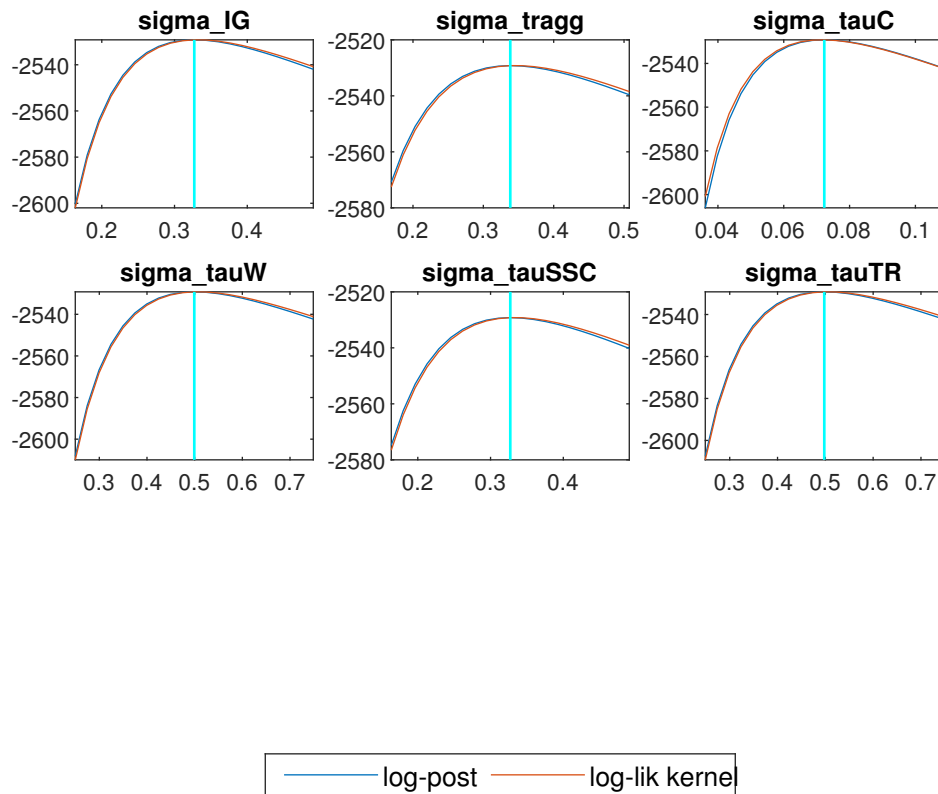 sigma_IG sigma_tragg sigma_tauC
-2540 -2560 -2580 -2600
0.2 0.3 0.4
-2520 -2540 -2560 -2580
0.2 0.3 0.4 0.5
-2540 -2560 -2580 -2600
0.04 0.06 0.08 0.1
sigma_tauW sigma_tauSSC sigma_tauTR
-2540 -2560 -2580 -2600
0.3 0.4 0.5 0.6 0.7
-2520 -2540 -2560 -2580
0.2 0.3 0.4
-2540 -2560 -2580 -2600
0.3 0.4 0.5 0.6 0.7
log-post log-lik kernel